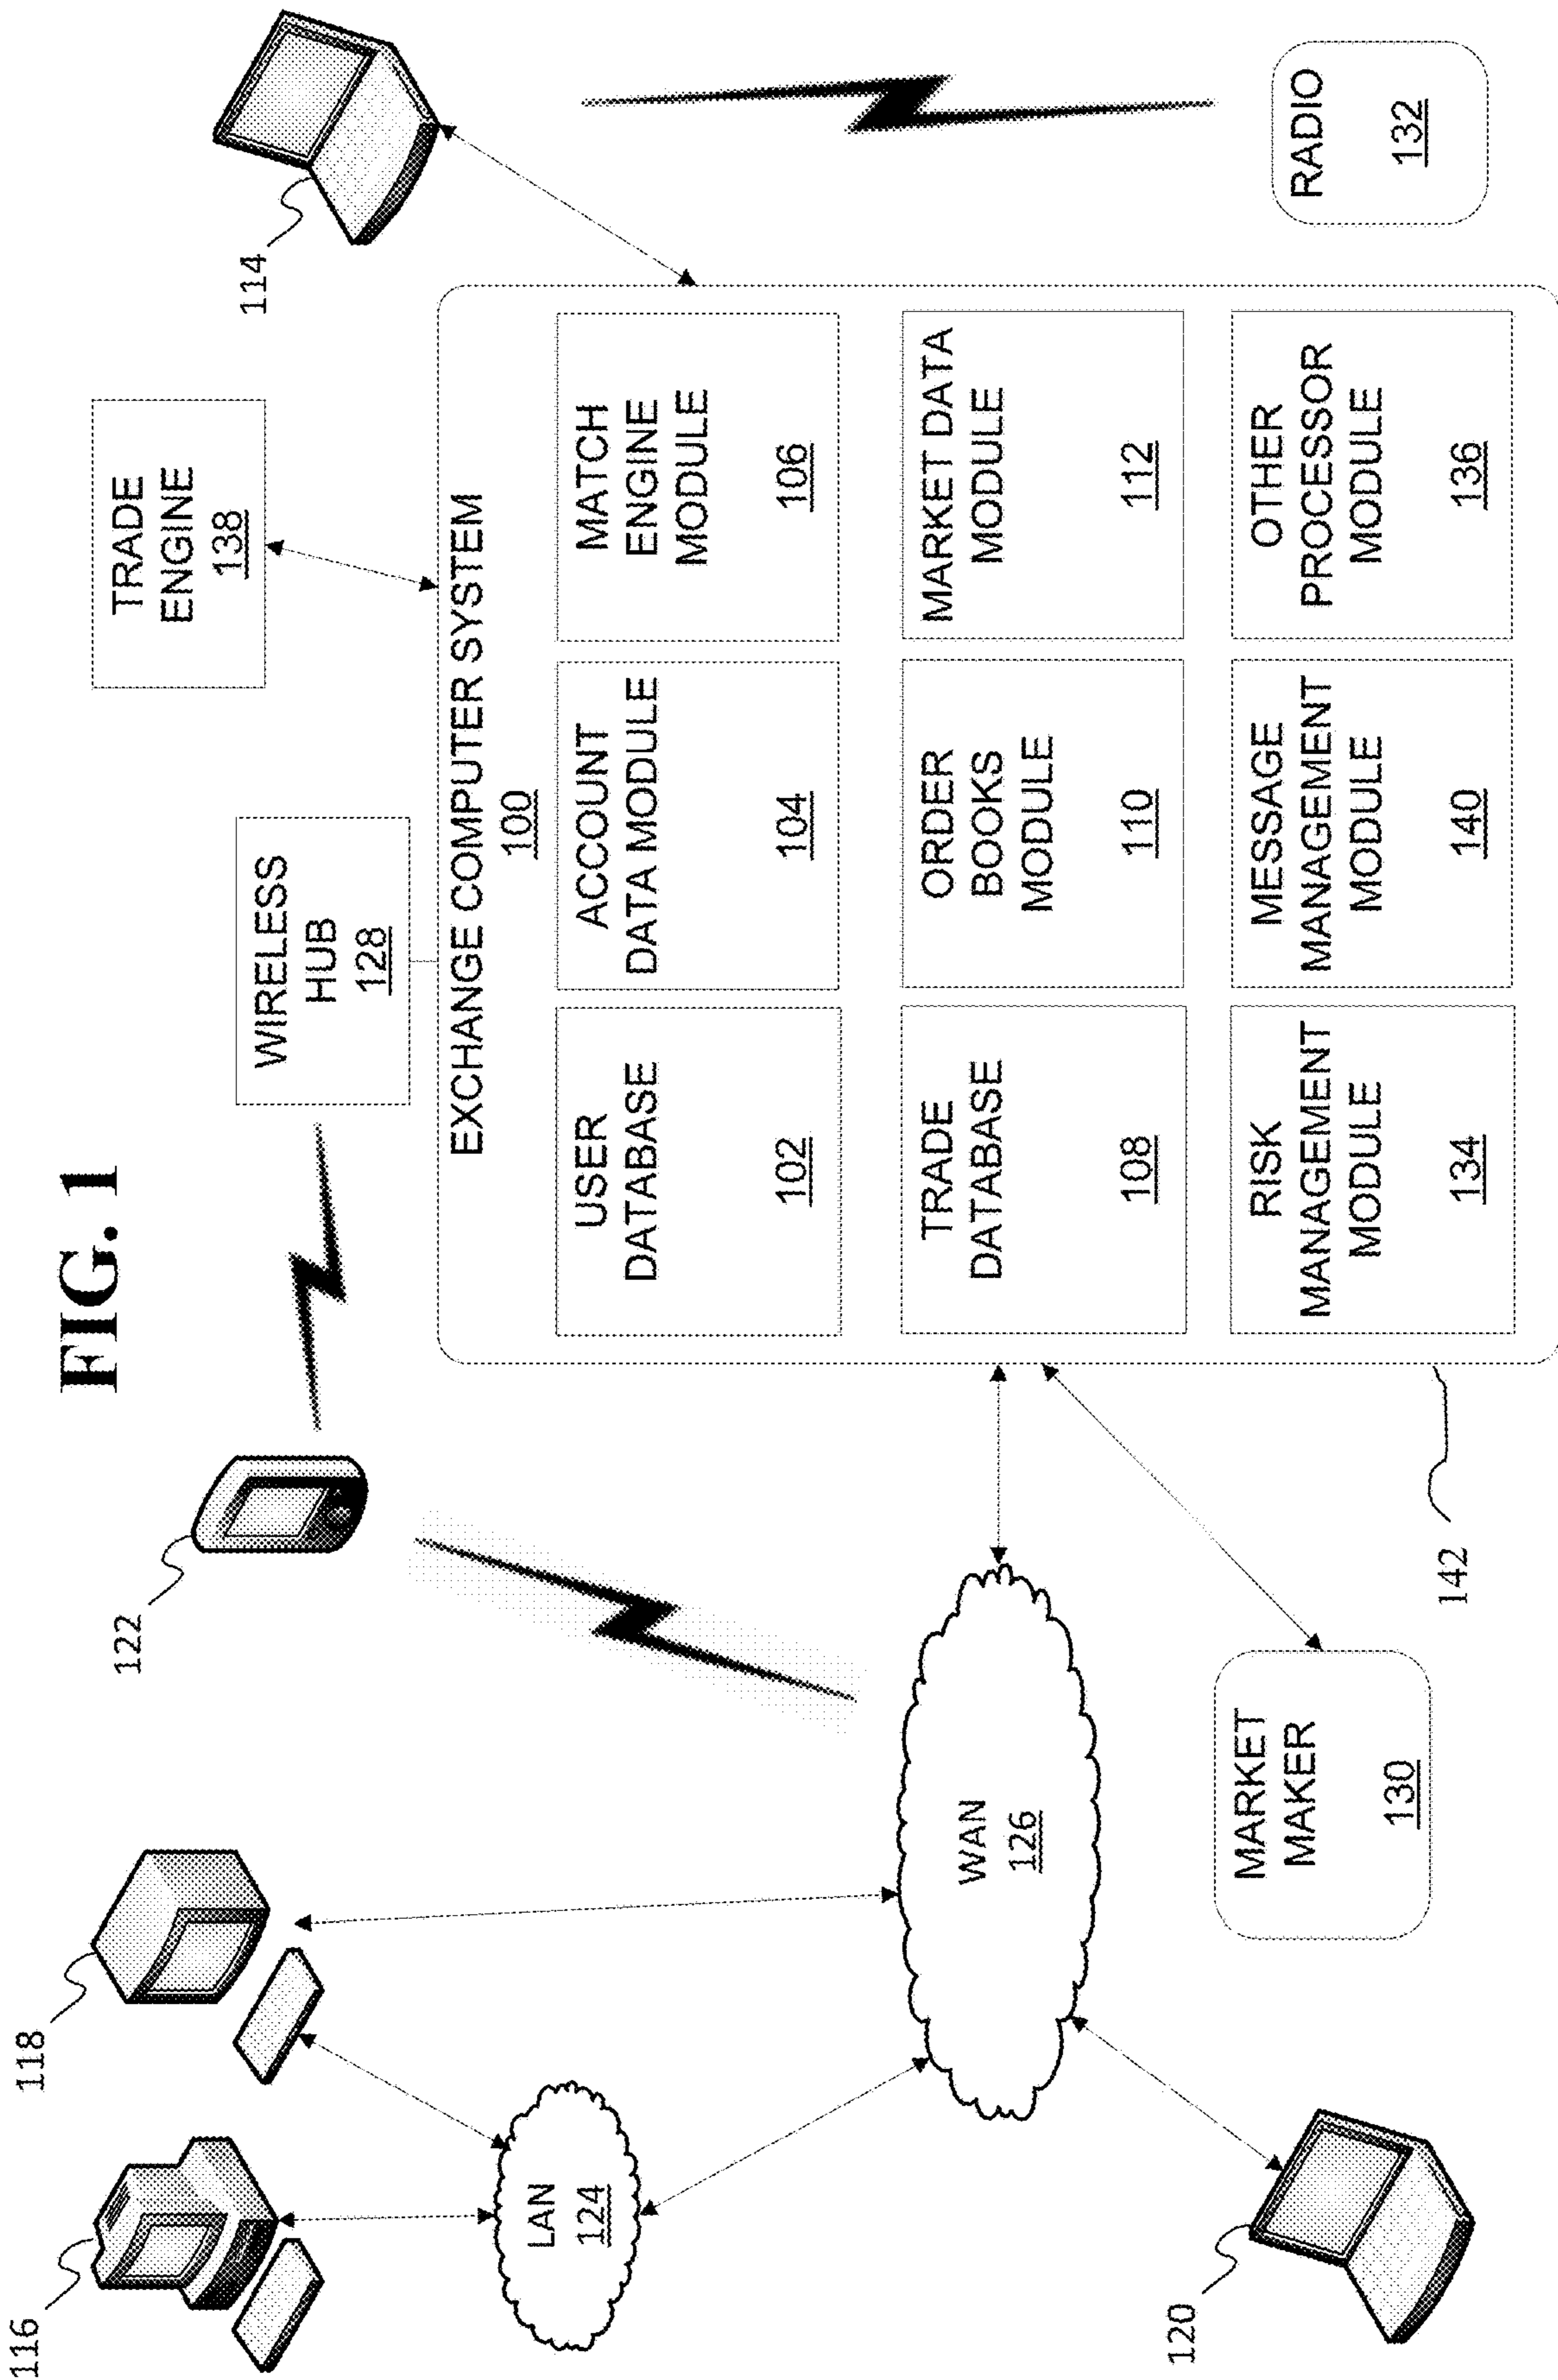 FIG. 1
116
118
122
114
TRADE
ENGINE
138
WIRELESS
HUB
128
LAN
124
WAN
126
EXCHANGE COMPUTER SYSTEM
100
USER
DATABASE
102
ACCOUNT
DATA MODULE
104
MATCH
ENGINE
MODULE
106
TRADE
DATABASE
108
ORDER
BOOKS
MODULE
110
MARKET DATA
MODULE
112
RISK
MANAGEMENT
MODULE
134
MESSAGE
MANAGEMENT
MODULE
140
OTHER
PROCESSOR
MODULE
136
120
MARKET
MAKER
130
142
RADIO
132